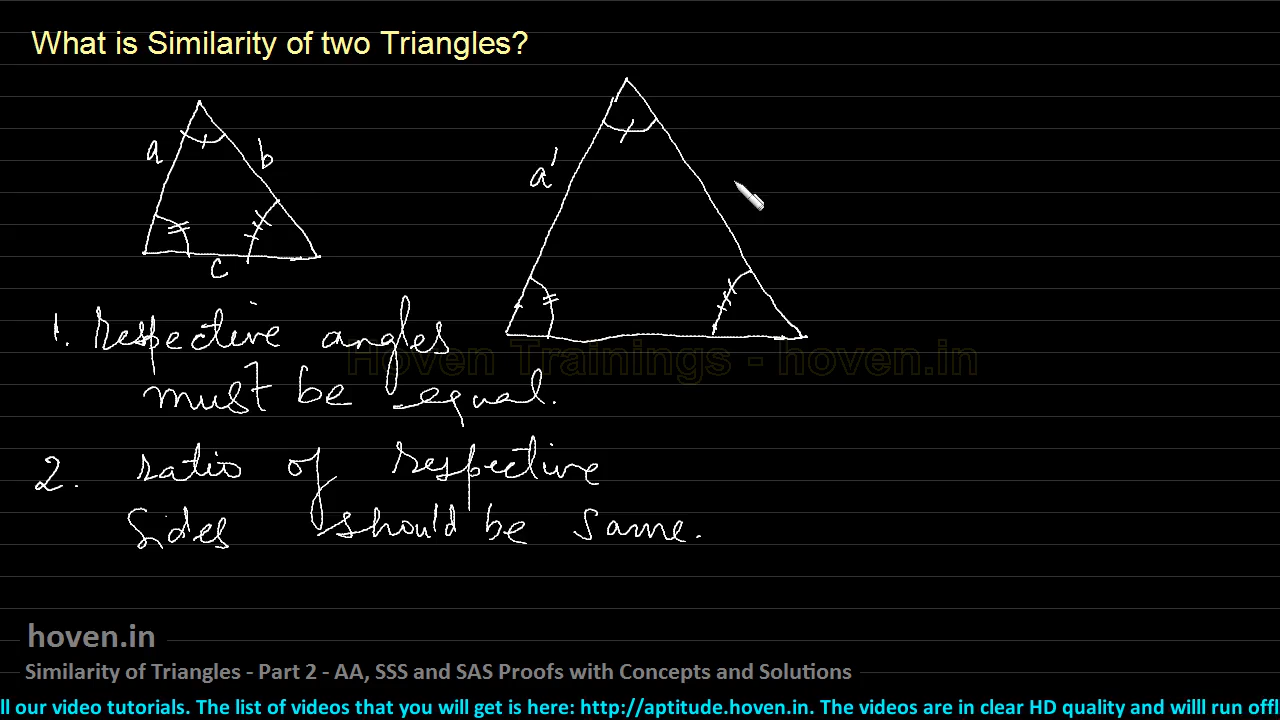 What is Similarity of two Triangles?
a
b
c
a'
1. Respective angles
must be equal.
2. ratio of respective
Sides should be same.
Hoven Trainings - hoven.in
hoven.in
Similarity of Triangles - Part 2 - AA, SSS and SAS Proofs with Concepts and Solutions
ll our video tutorials. The list of videos that you will get is here: http://aptitude.hoven.in. The videos are in clear HD quality and willl run offl